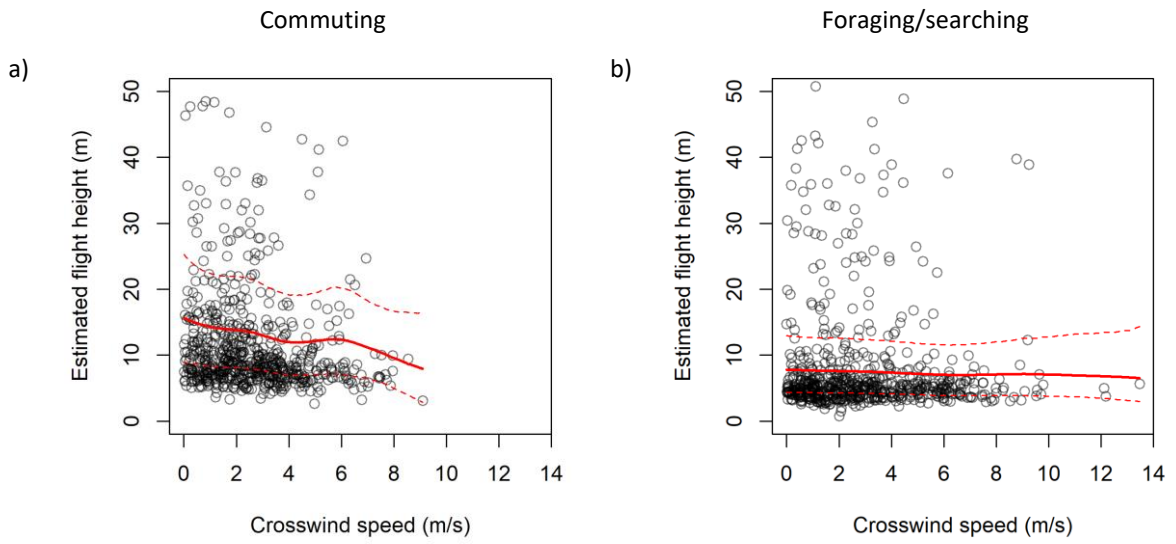 Commuting
Foraging/searching
a)
b)
Estimated flight height (m)
50
40
30
20
10
0
0 2 4 6 8 10 12 14
Crosswind speed (m/s)
Estimated flight height (m)
50
40
30
20
10
0
0 2 4 6 8 10 12 14
Crosswind speed (m/s)